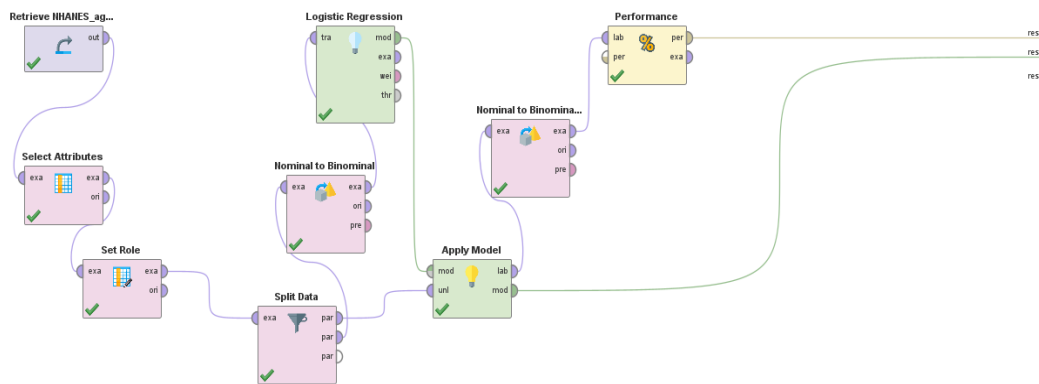 Retrieve NHANES_ag...
out
Select Attributes
exa exa
ori
Set Role
exa exa
ori
Split Data
exa par
par
par
Nominal to Binominal
exa exa
ori
pre
Logistic Regression
tra mod
exa
wei
thr
Apply Model
mod lab
unl mod
Nominal to Binomina...
exa exa
ori
pre
Performance
lab % per
per exa
res
res
res